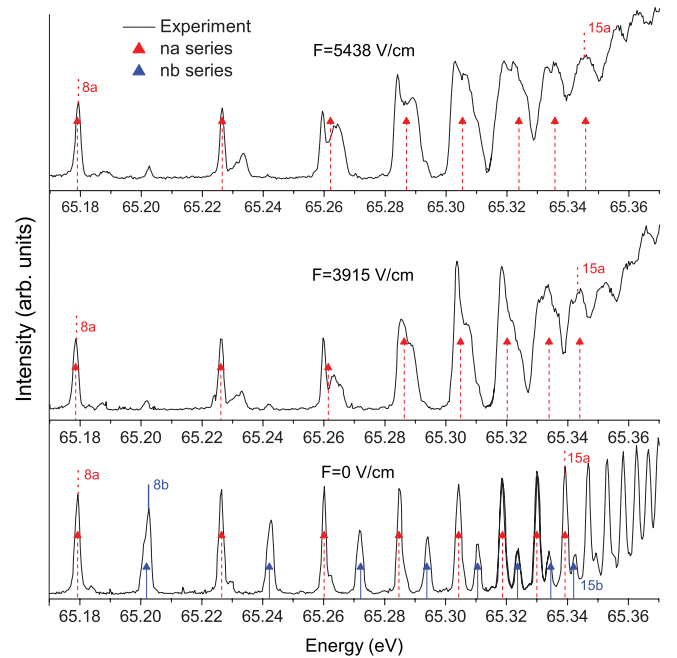 Experiment
na series
nb series
F=5438 V/cm
15a
8a
65.18 65.20 65.22 65.24 65.26 65.28 65.30 65.32 65.34 65.36
F=3915 V/cm
15a
8a
65.18 65.20 65.22 65.24 65.26 65.28 65.30 65.32 65.34 65.36
F=0 V/cm
15a
8a
8b
15b
65.18 65.20 65.22 65.24 65.26 65.28 65.30 65.32 65.34 65.36
Energy (eV)
Intensity (arb. units)